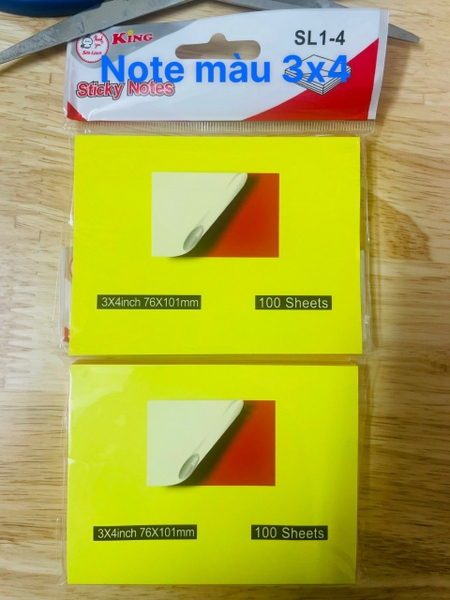 KING
SL1-4
Note màu 3x4
Sticky Notes
3X4inch 76X101mm
100 Sheets
3X4inch 76X101mm
100 Sheets